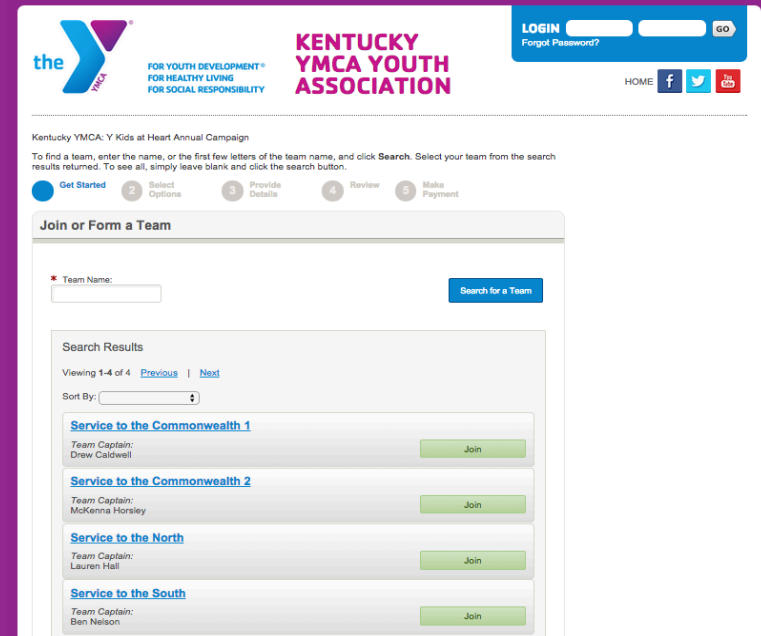 the
YMCA
FOR YOUTH DEVELOPMENT®
FOR HEALTHY LIVING
FOR SOCIAL RESPONSIBILITY
KENTUCKY
YMCA YOUTH
ASSOCIATION
LOGIN GO
Forgot Password?
HOME f You Tube
Kentucky YMCA: Y Kids at Heart Annual Campaign
To find a team, enter the name, or the first few letters of the team name, and click Search. Select your team from the search
results returned. To see all, simply leave blank and click the search button.
Get Started
2 Select Options
3 Provide Details
4 Review
5 Make Payment
Join or Form a Team
* Team Name:
Search for a Team
Search Results
Viewing 1-4 of 4 Previous | Next
Sort By:
Service to the Commonwealth 1
Team Captain:
Drew Caldwell
Join
Service to the Commonwealth 2
Team Captain:
McKenna Horsley
Join
Service to the North
Team Captain:
Lauren Hall
Join
Service to the South
Team Captain:
Ben Nelson
Join